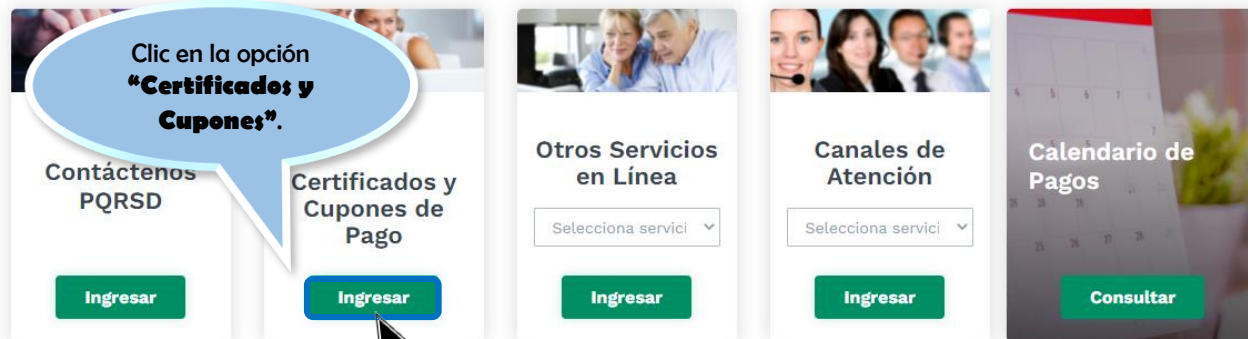 Clic en la opción
“Certificados y
Cupones”.
Contáctenos
PQRSD
Ingresar
Certificados y
Cupones de
Pago
Ingresar
Otros Servicios
en Línea
Selecciona servici
Ingresar
Canales de
Atención
Selecciona servici
Ingresar
Calendario de
Pagos
Consultar